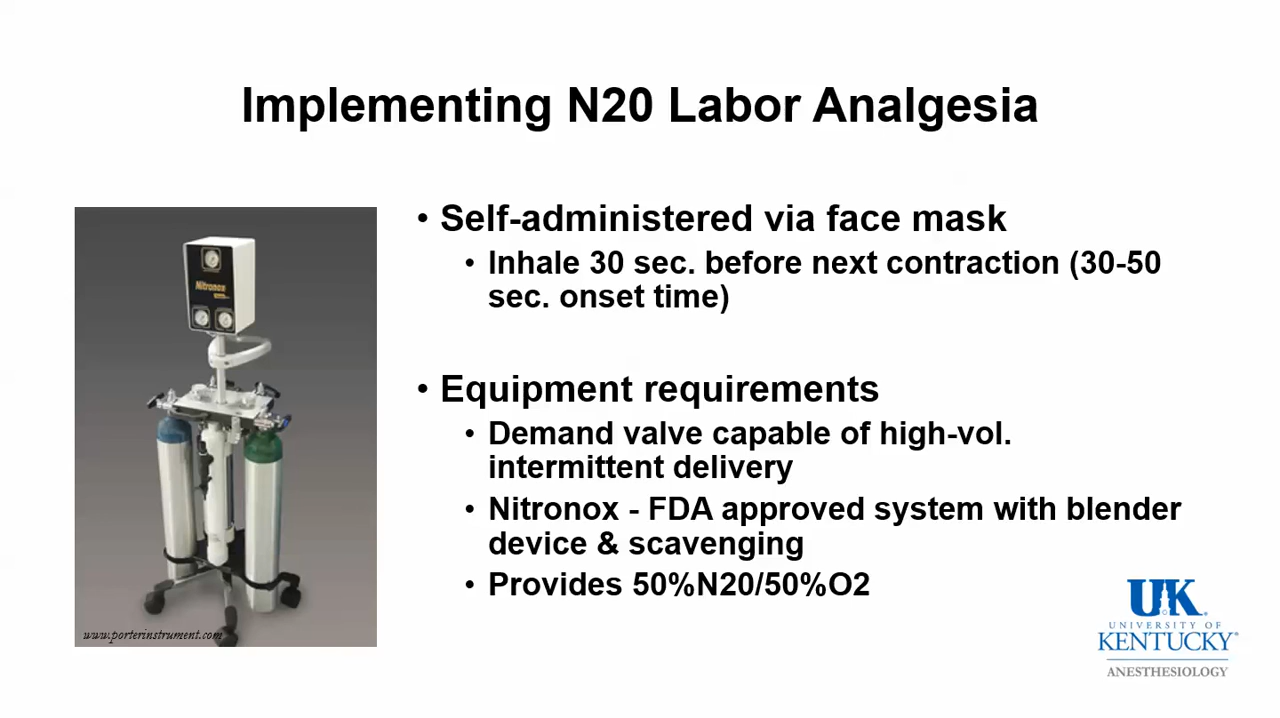 Implementing N20 Labor Analgesia
• Self-administered via face mask
• Inhale 30 sec. before next contraction (30-50
sec. onset time)
• Equipment requirements
• Demand valve capable of high-vol.
intermittent delivery
• Nitronox - FDA approved system with blender
device & scavenging
• Provides 50%N20/50%O2
Nitronox
www.porterinstrument.com
UK
UNIVERSITY OF
KENTUCKY®
ANESTHESIOLOGY